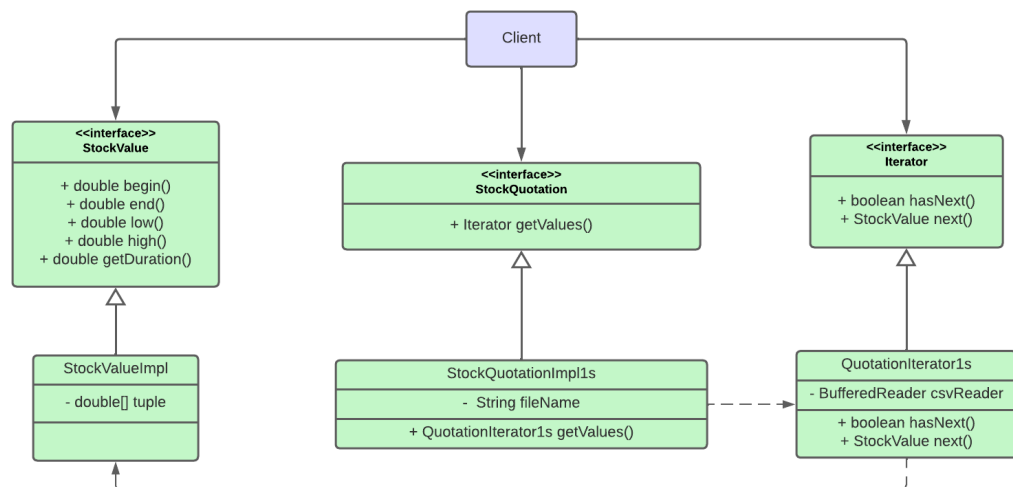 Client
<<interface>>
StockValue
+ double begin()
+ double end()
+ double low()
+ double high()
+ double getDuration()
<<interface>>
StockQuotation
+ Iterator getValues()
<<interface>>
Iterator
+ boolean hasNext()
+ StockValue next()
StockValueImpl
- double[] tuple
StockQuotationImpl1s
- String fileName
+ QuotationIterator1s getValues()
QuotationIterator1s
- BufferedReader csvReader
+ boolean hasNext()
+ StockValue next()